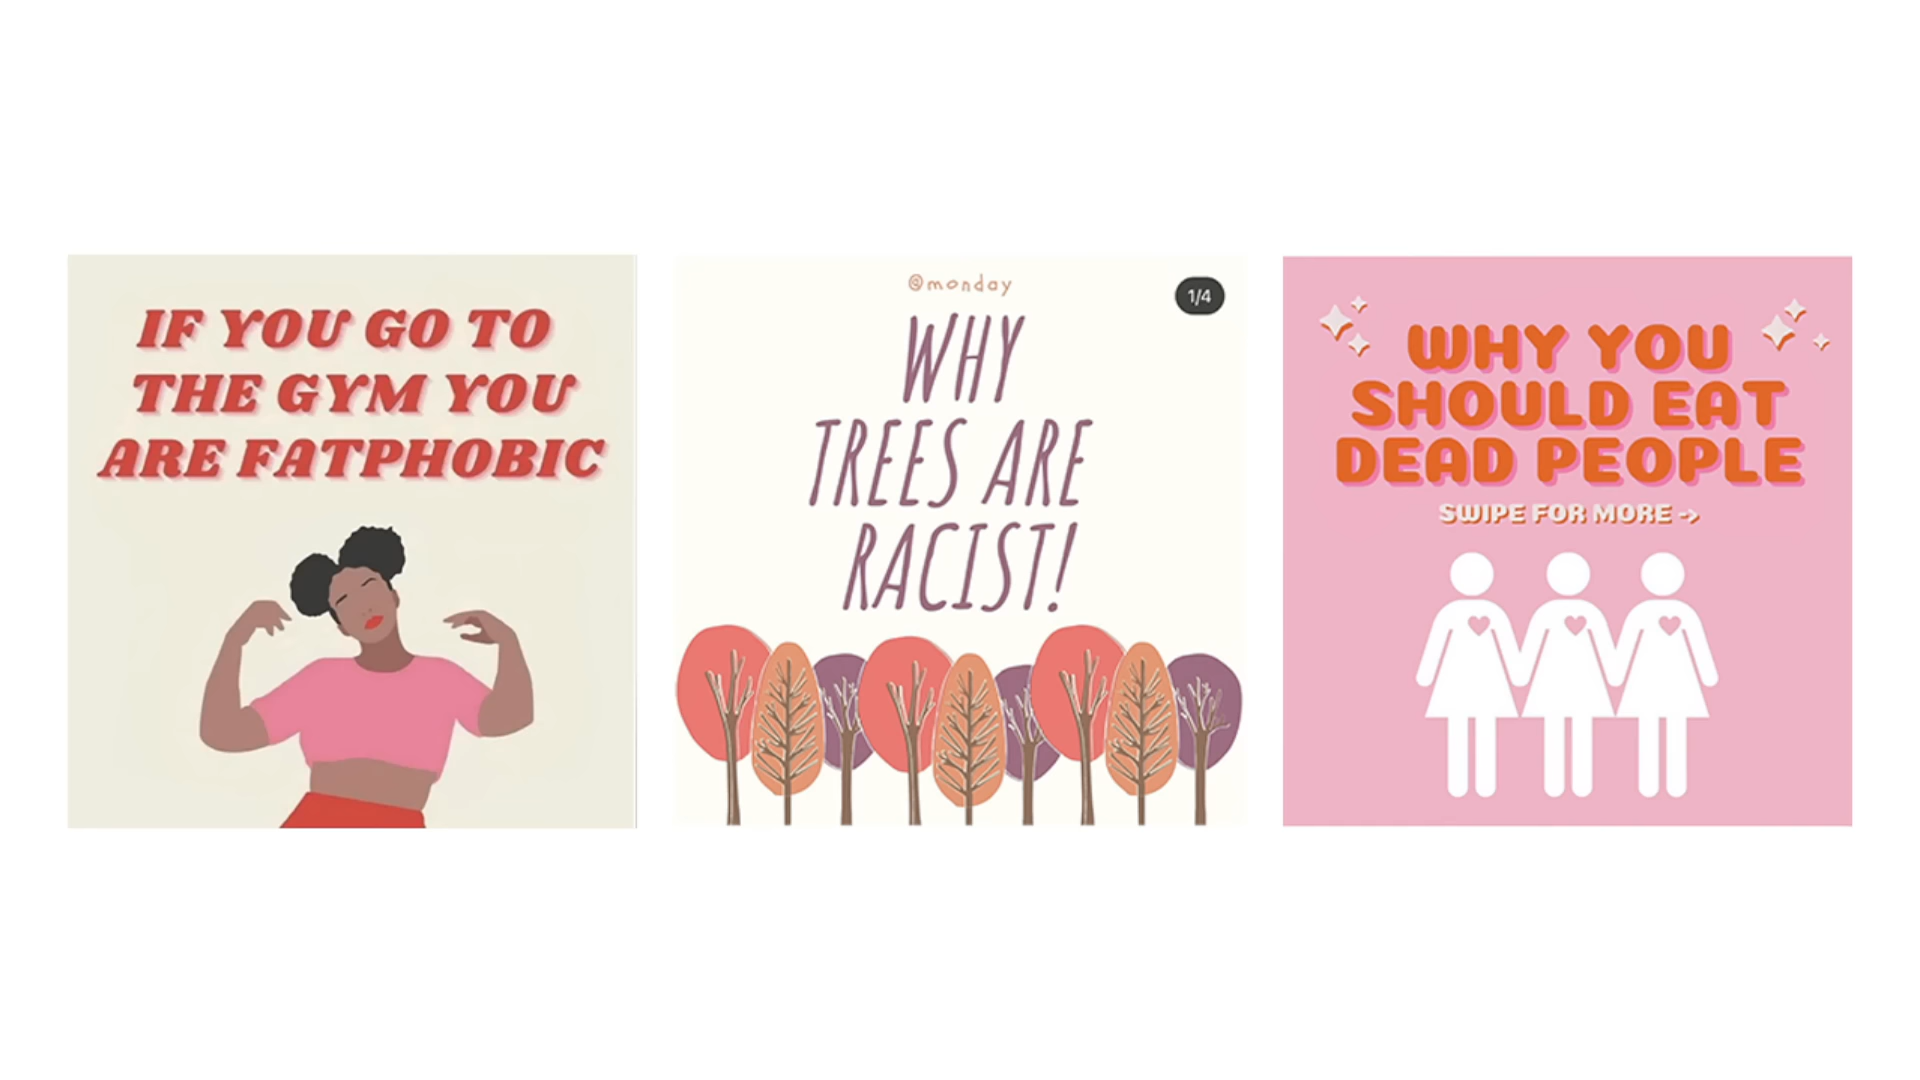 IF YOU GO TO
THE GYM YOU
ARE FATPHOBIC
@monday
1/4
WHY
TREES ARE
RACIST!
WHY YOU
SHOULD EAT
DEAD PEOPLE
SWIPE FOR MORE ->